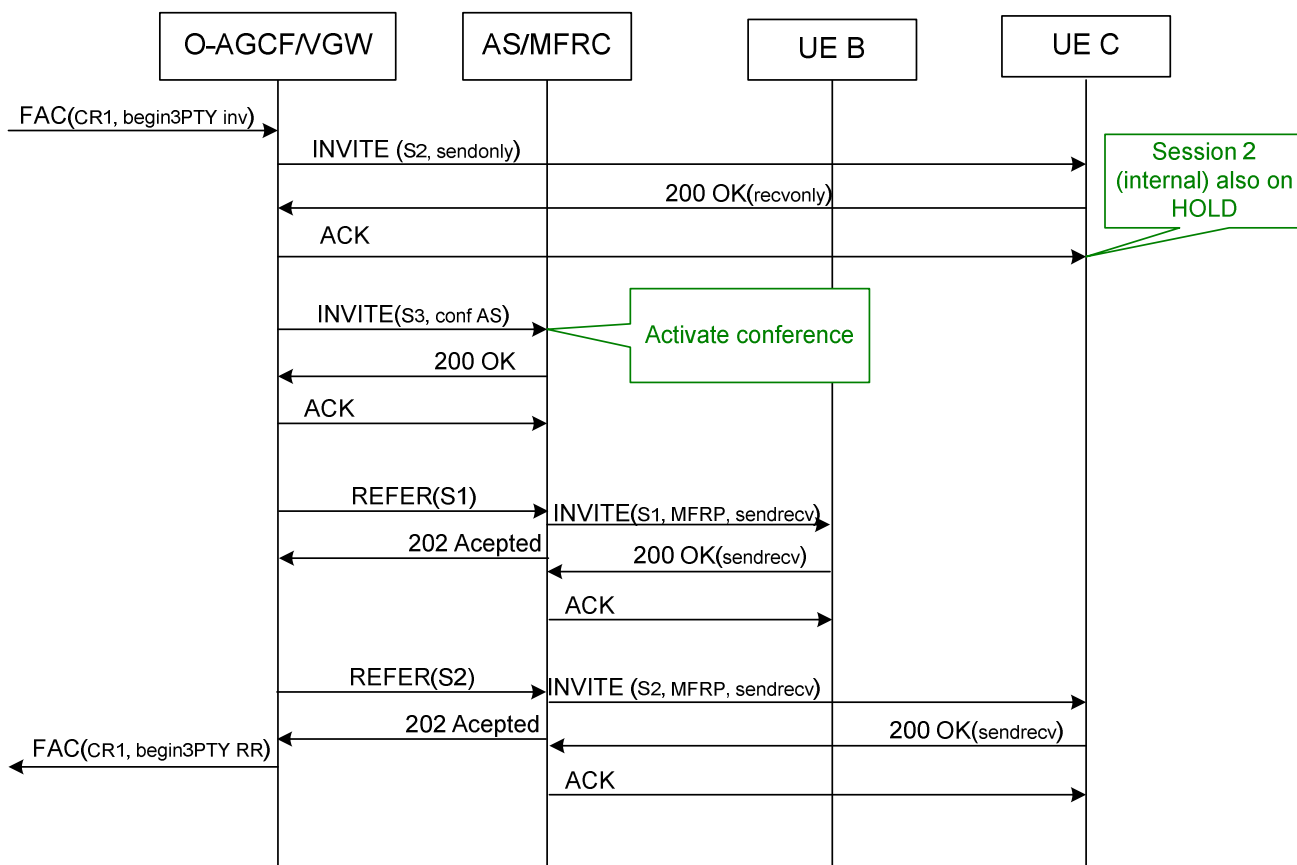 O-AGCF/VGW
AS/MFRC
UE B
UE C
FAC(CR1, begin3PTY inv)
INVITE (S2, sendonly)
Session 2
(internal) also on
HOLD
200 OK(recvonly)
ACK
INVITE(S3, conf AS)
Activate conference
200 OK
ACK
REFER(S1)
INVITE(S1, MFRP, sendrecv)
202 Acepted
200 OK(sendrecv)
ACK
REFER(S2)
INVITE (S2, MFRP, sendrecv)
202 Acepted
200 OK(sendrecv)
FAC(CR1, begin3PTY RR)
ACK